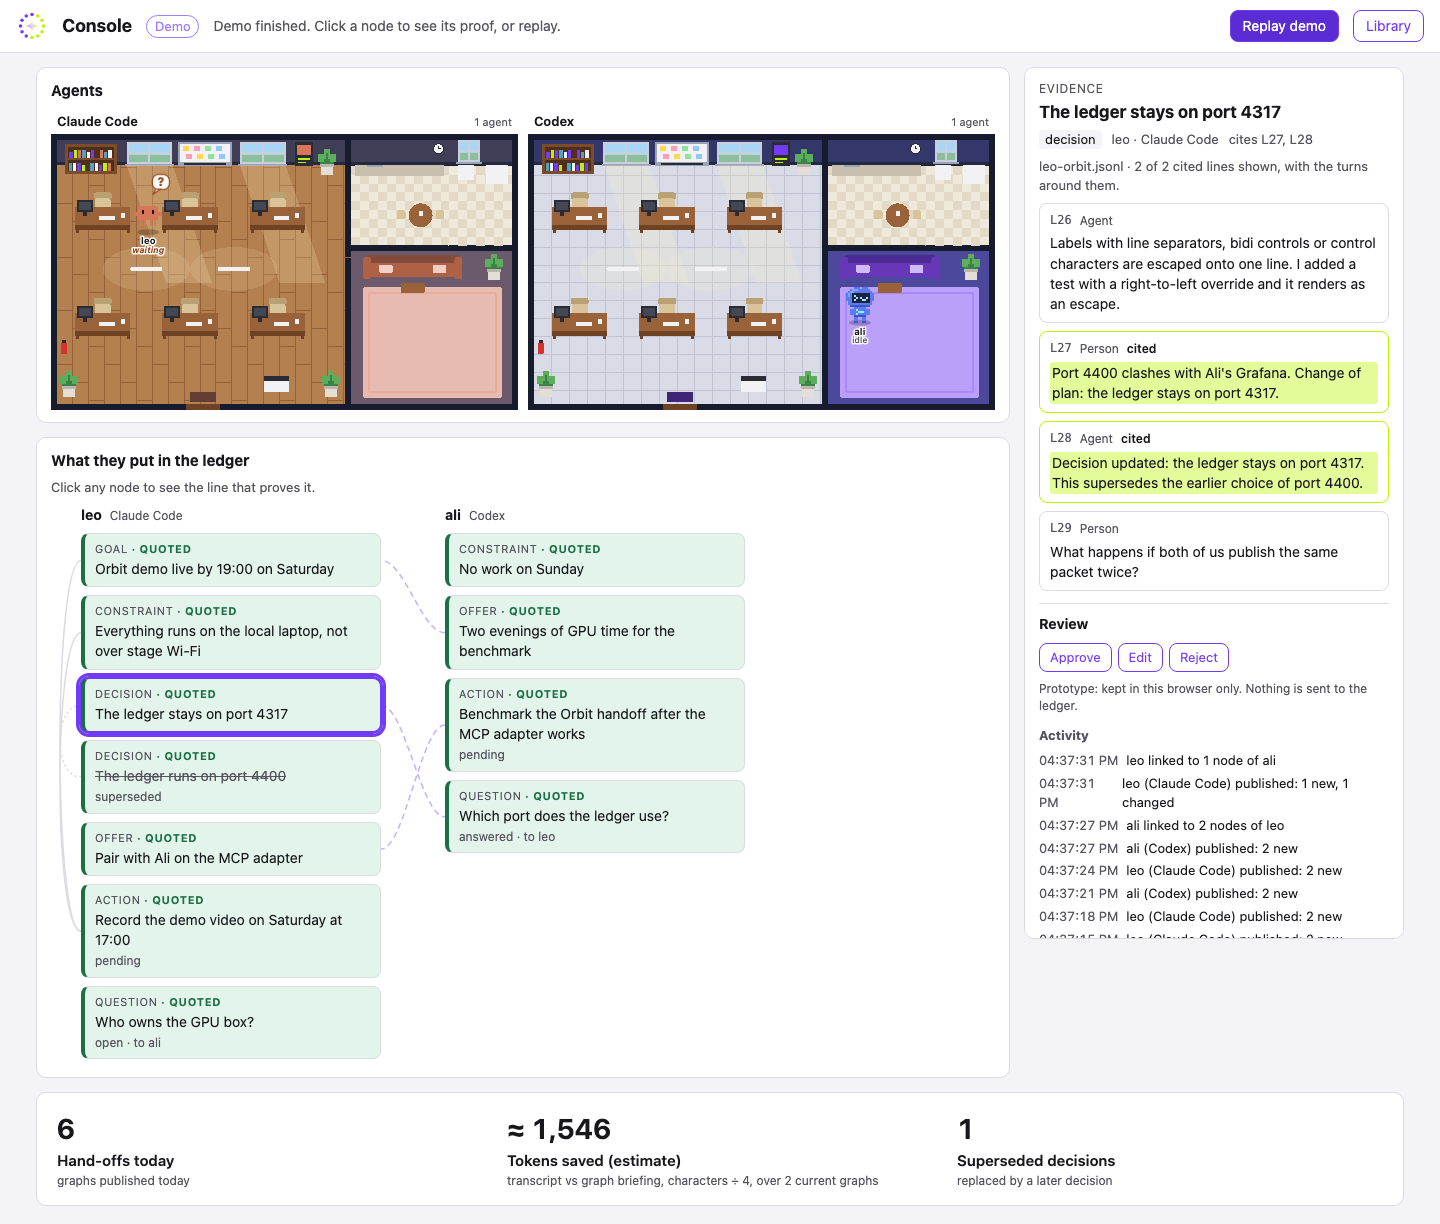 Console
Demo
Demo finished. Click a node to see its proof, or replay.
Replay demo
Library
Agents
Claude Code
1 agent
?
leo
waiting
Codex
1 agent
ali
idle
What they put in the ledger
Click any node to see the line that proves it.
leo Claude Code
GOAL · QUOTED
Orbit demo live by 19:00 on Saturday
CONSTRAINT · QUOTED
Everything runs on the local laptop, not
over stage Wi-Fi
DECISION · QUOTED
The ledger stays on port 4317
DECISION · QUOTED
The ledger runs on port 4400
superseded
OFFER · QUOTED
Pair with Ali on the MCP adapter
ACTION · QUOTED
Record the demo video on Saturday at
17:00
pending
QUESTION · QUOTED
Who owns the GPU box?
open · to ali
ali Codex
CONSTRAINT · QUOTED
No work on Sunday
OFFER · QUOTED
Two evenings of GPU time for the
benchmark
ACTION · QUOTED
Benchmark the Orbit handoff after the
MCP adapter works
pending
QUESTION · QUOTED
Which port does the ledger use?
answered · to leo
EVIDENCE
The ledger stays on port 4317
decision leo · Claude Code cites L27, L28
leo-orbit.jsonl · 2 of 2 cited lines shown, with the turns
around them.
L26 Agent
Labels with line separators, bidi controls or control
characters are escaped onto one line. I added a
test with a right-to-left override and it renders as
an escape.
L27 Person cited
Port 4400 clashes with Ali's Grafana. Change of
plan: the ledger stays on port 4317.
L28 Agent cited
Decision updated: the ledger stays on port 4317.
This supersedes the earlier choice of port 4400.
L29 Person
What happens if both of us publish the same
packet twice?
Review
Approve
Edit
Reject
Prototype: kept in this browser only. Nothing is sent to the
ledger.
Activity
04:37:31 PM leo linked to 1 node of ali
04:37:31 PM leo (Claude Code) published: 1 new, 1
changed
04:37:27 PM ali linked to 2 nodes of leo
04:37:27 PM ali (Codex) published: 2 new
04:37:24 PM leo (Claude Code) published: 2 new
04:37:21 PM ali (Codex) published: 2 new
04:37:18 PM leo (Claude Code) published: 2 new
04:37:15 PM leo (Claude Code) published: 2 new
6
Hand-offs today
graphs published today
≈ 1,546
Tokens saved (estimate)
transcript vs graph briefing, characters ÷ 4, over 2 current graphs
1
Superseded decisions
replaced by a later decision